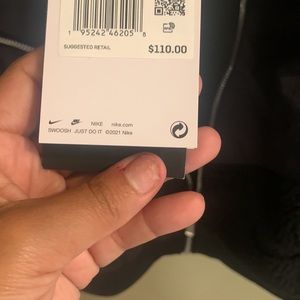 1 95242 46205 8
SUGGESTED RETAIL $110.00
NIKE nike.com
SWOOSH JUST DO IT ©2021 Nike